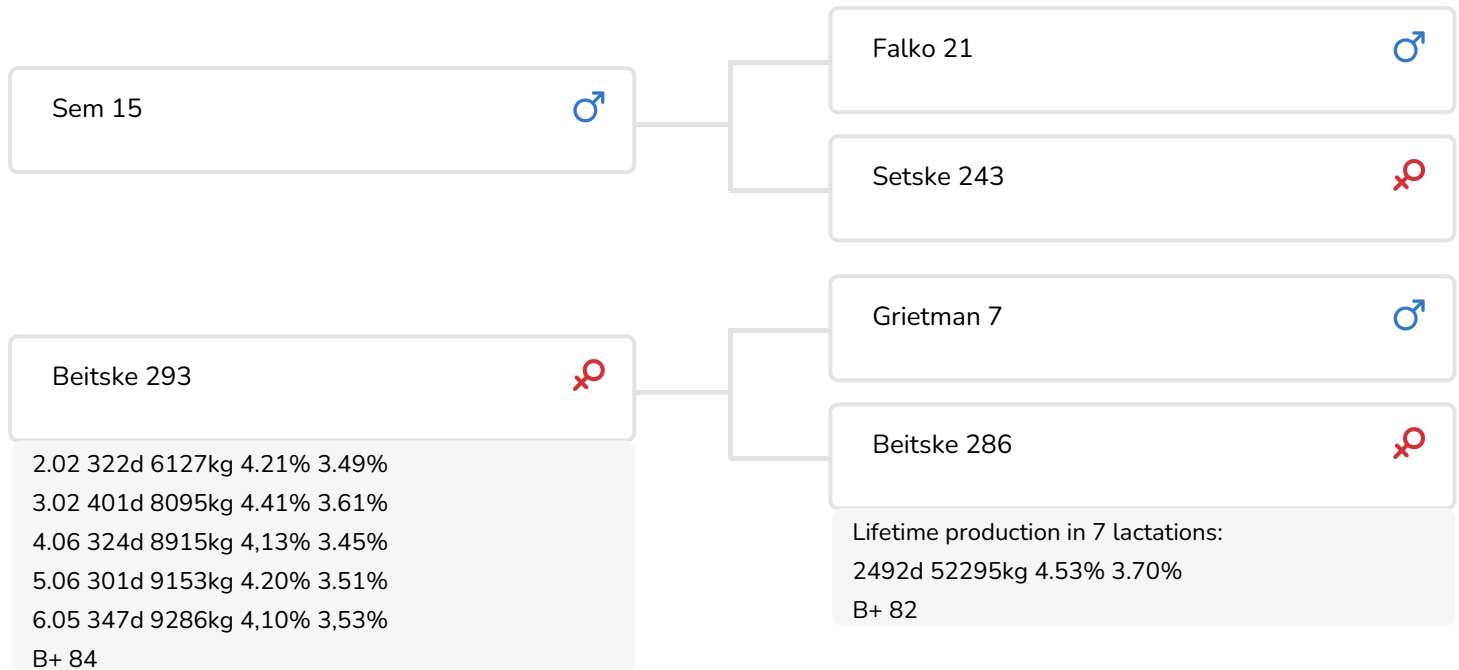 Sem 15
Falko 21
Setske 243
Beitske 293
2.02 322d 6127kg 4.21% 3.49%
3.02 401d 8095kg 4.41% 3.61%
4.06 324d 8915kg 4,13% 3.45%
5.06 301d 9153kg 4.20% 3.51%
6.05 347d 9286kg 4,10% 3,53%
B+ 84
Grietman 7
Beitske 286
Lifetime production in 7 lactations:
2492d 52295kg 4.53% 3.70%
B+ 82